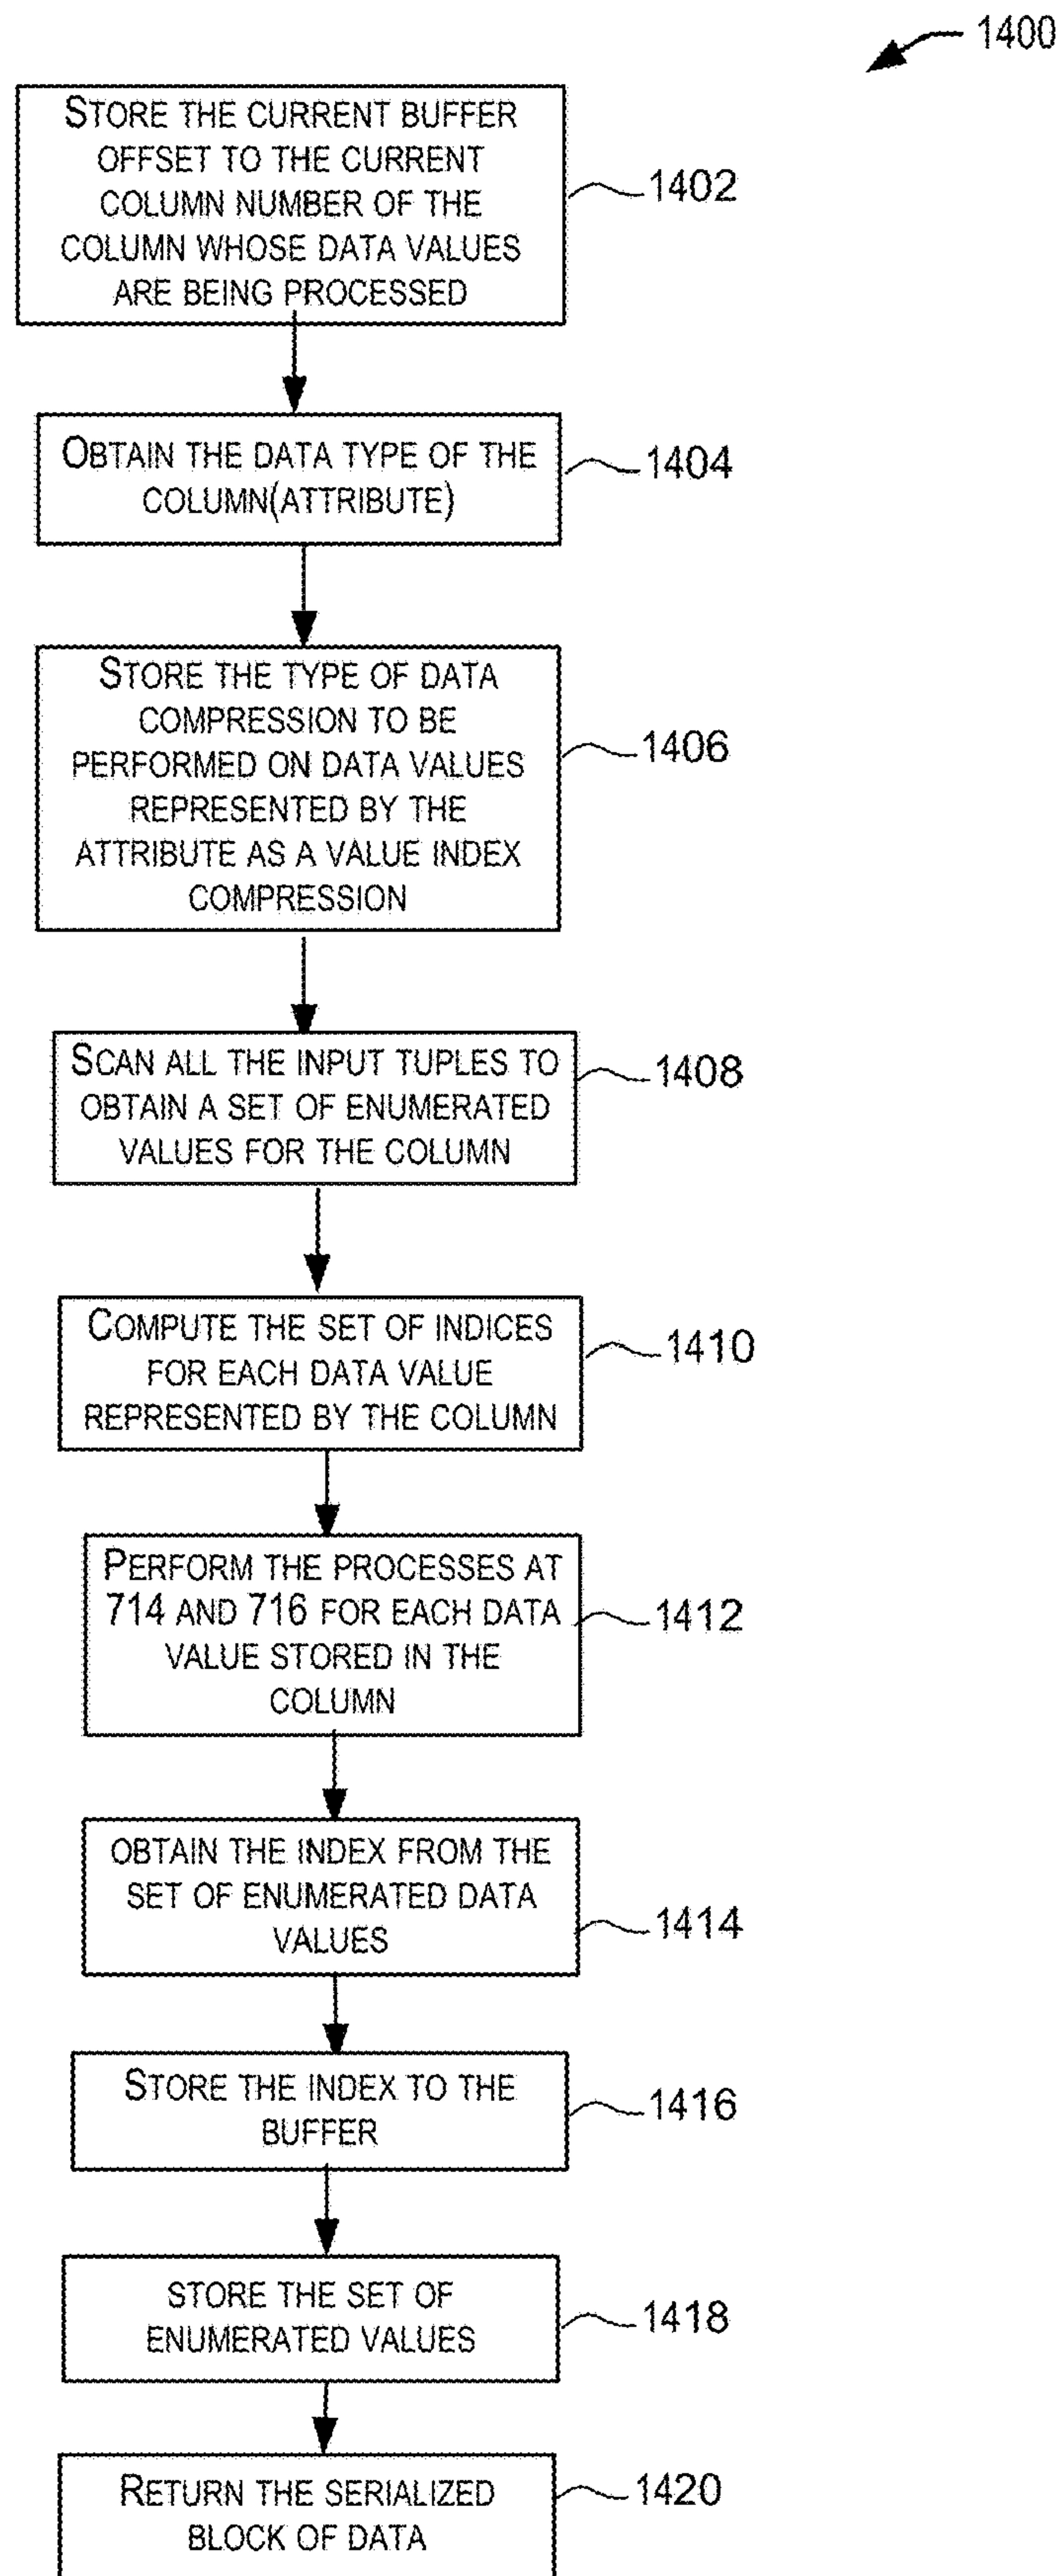 1400
STORE THE CURRENT BUFFER
OFFSET TO THE CURRENT
COLUMN NUMBER OF THE
COLUMN WHOSE DATA VALUES
ARE BEING PROCESSED
1402
OBTAIN THE DATA TYPE OF THE
COLUMN(ATTRIBUTE)
1404
STORE THE TYPE OF DATA
COMPRESSION TO BE
PERFORMED ON DATA VALUES
REPRESENTED BY THE
ATTRIBUTE AS A VALUE INDEX
COMPRESSION
1406
SCAN ALL THE INPUT TUPLES TO
OBTAIN A SET OF ENUMERATED
VALUES FOR THE COLUMN
1408
COMPUTE THE SET OF INDICES
FOR EACH DATA VALUE
REPRESENTED BY THE COLUMN
1410
PERFORM THE PROCESSES AT
714 AND 716 FOR EACH DATA
VALUE STORED IN THE
COLUMN
1412
OBTAIN THE INDEX FROM THE
SET OF ENUMERATED DATA
VALUES
1414
STORE THE INDEX TO THE
BUFFER
1416
STORE THE SET OF
ENUMERATED VALUES
1418
RETURN THE SERIALIZED
BLOCK OF DATA
1420